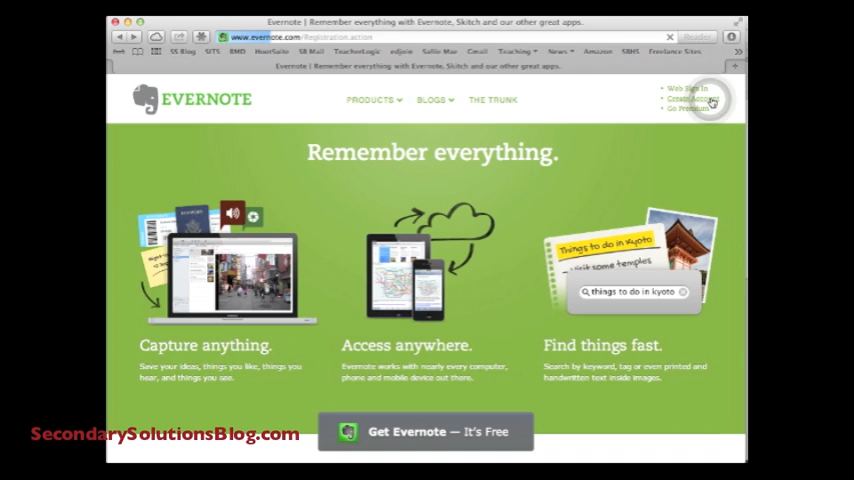 Evernote | Remember everything with Evernote, Skitch and our other great apps.
www.evernote.com/Registration.action
Reader
SS Blog SITS BMD HootSuite SB Mail TeacherLogic edjoin Sallie Mae Gmail Teaching News Amazon SBHS Freelance Sites
Evernote | Remember everything with Evernote, Skitch and our other great apps.
EVERNOTE
PRODUCTS BLOGS THE TRUNK
Web Sign In
Create Account
Go Premium
Remember everything.
Things to do in Kyoto
visit some temples
things to do in kyoto
Capture anything.
Save your ideas, things you like, things you
hear, and things you see.
Access anywhere.
Evernote works with nearly every computer,
phone and mobile device out there.
Find things fast.
Search by keyword, tag or even printed and
handwritten text inside images.
Get Evernote — It's Free
SecondarySolutionsBlog.com